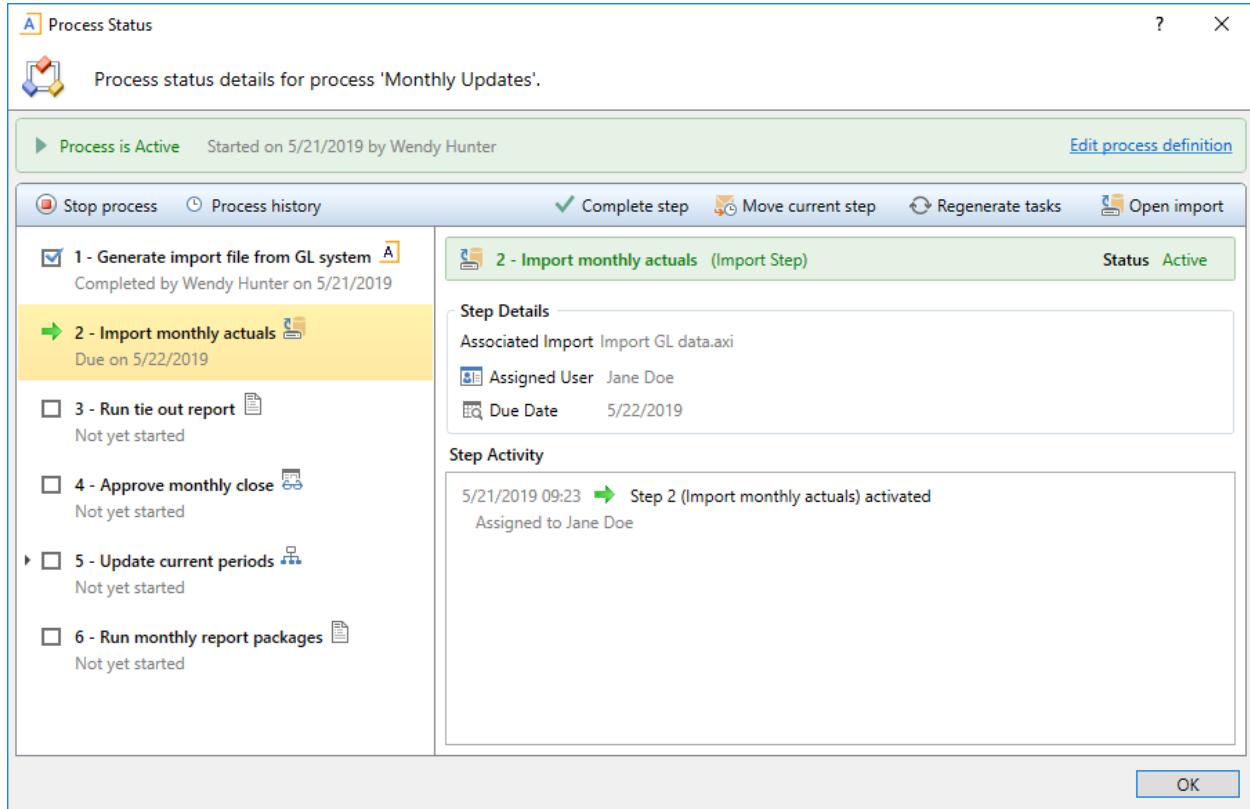 A Process Status ?
Process status details for process 'Monthly Updates'.
Process is Active Started on 5/21/2019 by Wendy Hunter Edit process definition
Stop process Process history Complete step Move current step Regenerate tasks Open import
1 - Generate import file from GL system A
Completed by Wendy Hunter on 5/21/2019
2 - Import monthly actuals
Due on 5/22/2019
3 - Run tie out report
Not yet started
4 - Approve monthly close
Not yet started
5 - Update current periods
Not yet started
6 - Run monthly report packages
Not yet started
2 - Import monthly actuals (Import Step) Status Active
Step Details
Associated Import Import GL data.axi
Assigned User Jane Doe
Due Date 5/22/2019
Step Activity
5/21/2019 09:23 Step 2 (Import monthly actuals) activated
Assigned to Jane Doe
OK